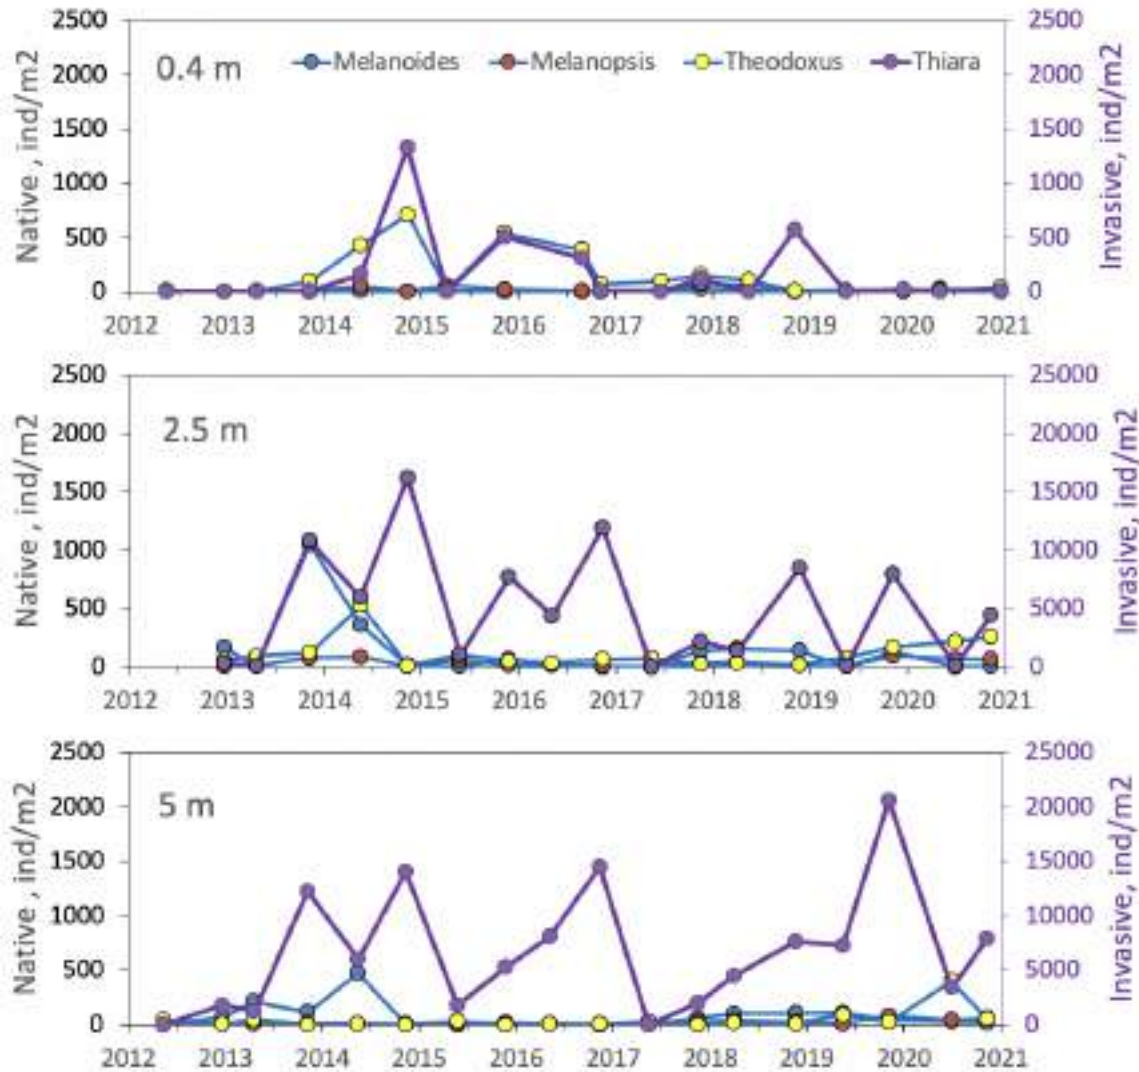 2500 2500
0.4 m Melanoides Melanopsis Theodoxus Thiara
2000 2000
1500 1500
1000 1000
500 500
0 0
Native , ind/m2
Invasive, ind/m2
2012 2013 2014 2015 2016 2017 2018 2019 2020 2021
2500 25000
2.5 m
2000 20000
1500 15000
1000 10000
500 5000
0 0
Native , ind/m2
Invasive, ind/m2
2012 2013 2014 2015 2016 2017 2018 2019 2020 2021
2500 25000
5 m
2000 20000
1500 15000
1000 10000
500 5000
0 0
Native , ind/m2
Invasive, ind/m2
2012 2013 2014 2015 2016 2017 2018 2019 2020 2021